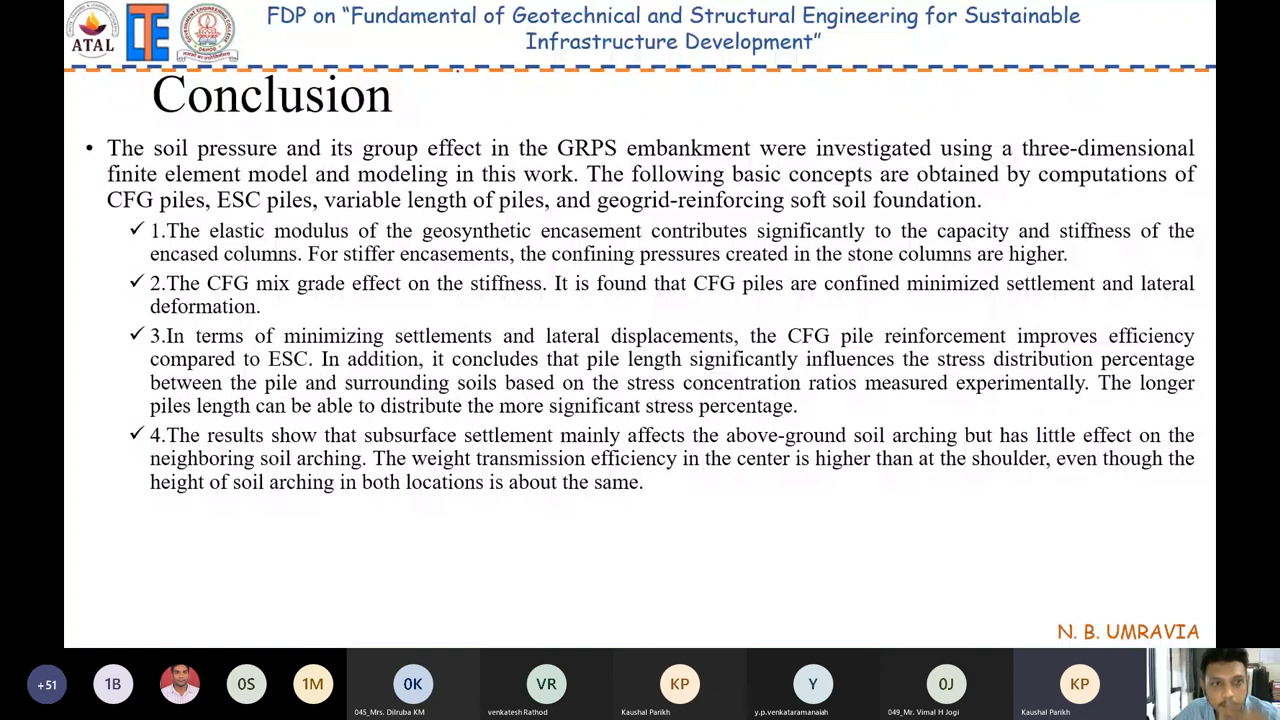 FDP on “Fundamental of Geotechnical and Structural Engineering for Sustainable
Infrastructure Development”
ATAL
Conclusion
• The soil pressure and its group effect in the GRPS embankment were investigated using a three-dimensional
finite element model and modeling in this work. The following basic concepts are obtained by computations of
CFG piles, ESC piles, variable length of piles, and geogrid-reinforcing soft soil foundation.
✓ 1.The elastic modulus of the geosynthetic encasement contributes significantly to the capacity and stiffness of the
encased columns. For stiffer encasements, the confining pressures created in the stone columns are higher.
✓ 2.The CFG mix grade effect on the stiffness. It is found that CFG piles are confined minimized settlement and lateral
deformation.
✓ 3.In terms of minimizing settlements and lateral displacements, the CFG pile reinforcement improves efficiency
compared to ESC. In addition, it concludes that pile length significantly influences the stress distribution percentage
between the pile and surrounding soils based on the stress concentration ratios measured experimentally. The longer
piles length can be able to distribute the more significant stress percentage.
✓ 4.The results show that subsurface settlement mainly affects the above-ground soil arching but has little effect on the
neighboring soil arching. The weight transmission efficiency in the center is higher than at the shoulder, even though the
height of soil arching in both locations is about the same.
N. B. UMRAVIA
+51 1B 0S 1M 0K VR KP Y 0J KP
045_Mrs. Dilruba KM venkatesh Rathod Kaushal Parikh y.p.venkataramanaiah 049_Mr. Vimal H Jogi Kaushal Parikh